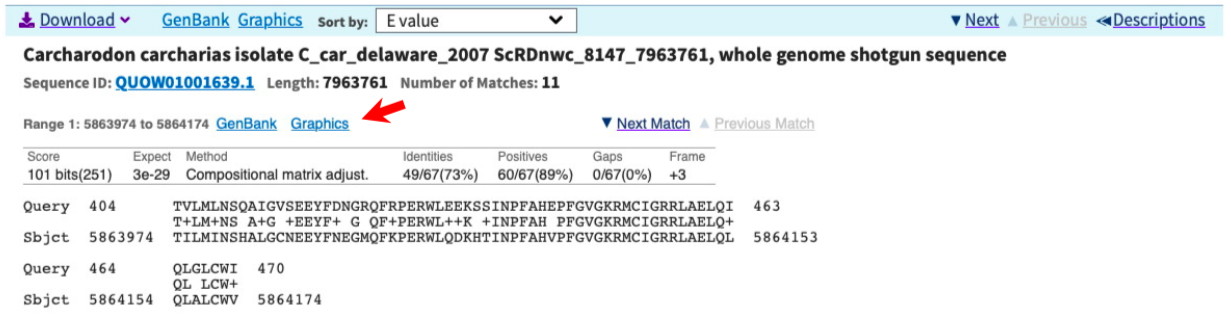 Download GenBank Graphics Sort by: E value Next Previous Descriptions
Carcharodon carcharias isolate C_car_delaware_2007 ScRDnwc_8147_7963761, whole genome shotgun sequence
Sequence ID: QUOW01001639.1 Length: 7963761 Number of Matches: 11
Range 1: 5863974 to 5864174 GenBank Graphics Next Match Previous Match
Score Expect Method Identities Positives Gaps Frame
101 bits(251) 3e-29 Compositional matrix adjust. 49/67(73%) 60/67(89%) 0/67(0%) +3
Query 404 TVLMLNSQAIGVSEEYFDNGRQFRPERWLEEKSSINPFAHEPFGVGKRMCIGRRLAELQI 463
T+LM+NS A+G +EEYF+ G QF+PERWL++K +INPFAH PFGVGKRMCIGRRLAELQ+
Sbjct 5863974 TILMINSHALGCNEEYFNEGMQFKPERWLQDKHTINPFAHVPFGVGKRMCIGRRLAELQL 5864153
Query 464 QLGLCWI 470
QL LCW+
Sbjct 5864154 QLALCWV 5864174